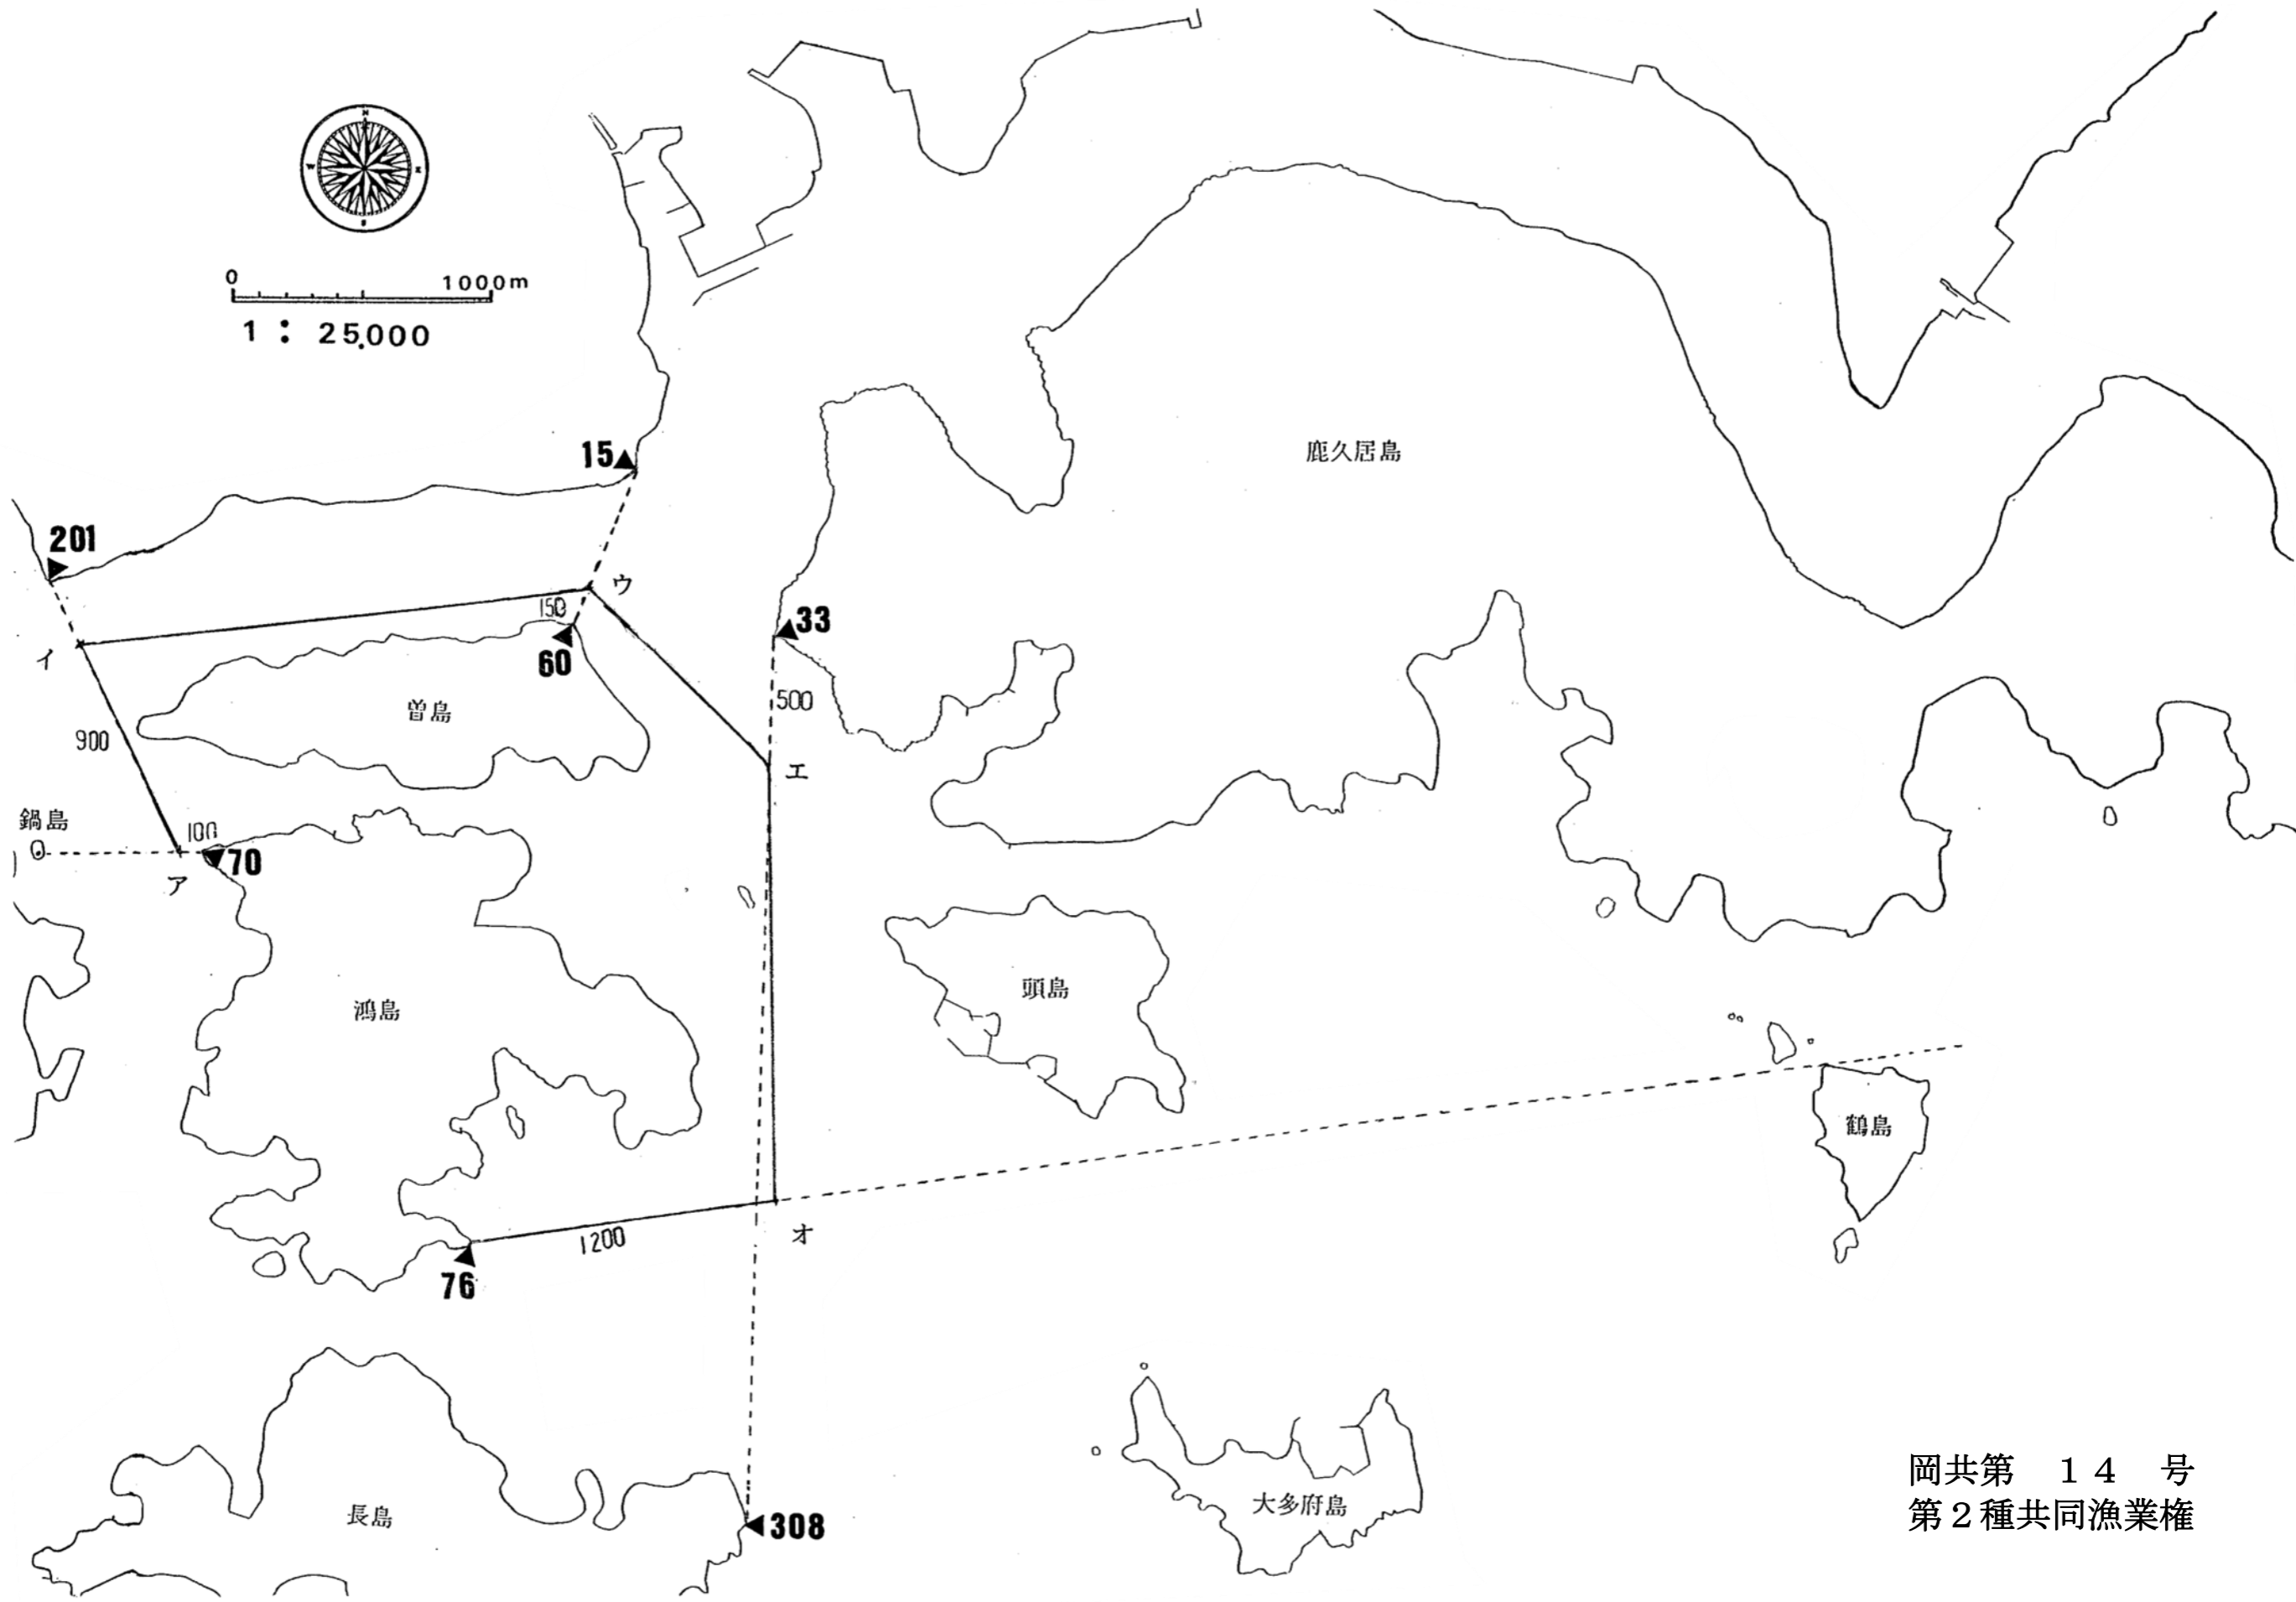 N
W
0 1000m
1 : 25,000
15
鹿久居島
201
ウ
150
33
イ
60
500
曽島
900
エ
鍋島
100
70
ア
頭島
鴻島
鶴島
オ
1200
76
長島
308
大多府島
岡共第 14 号
第2種共同漁業権